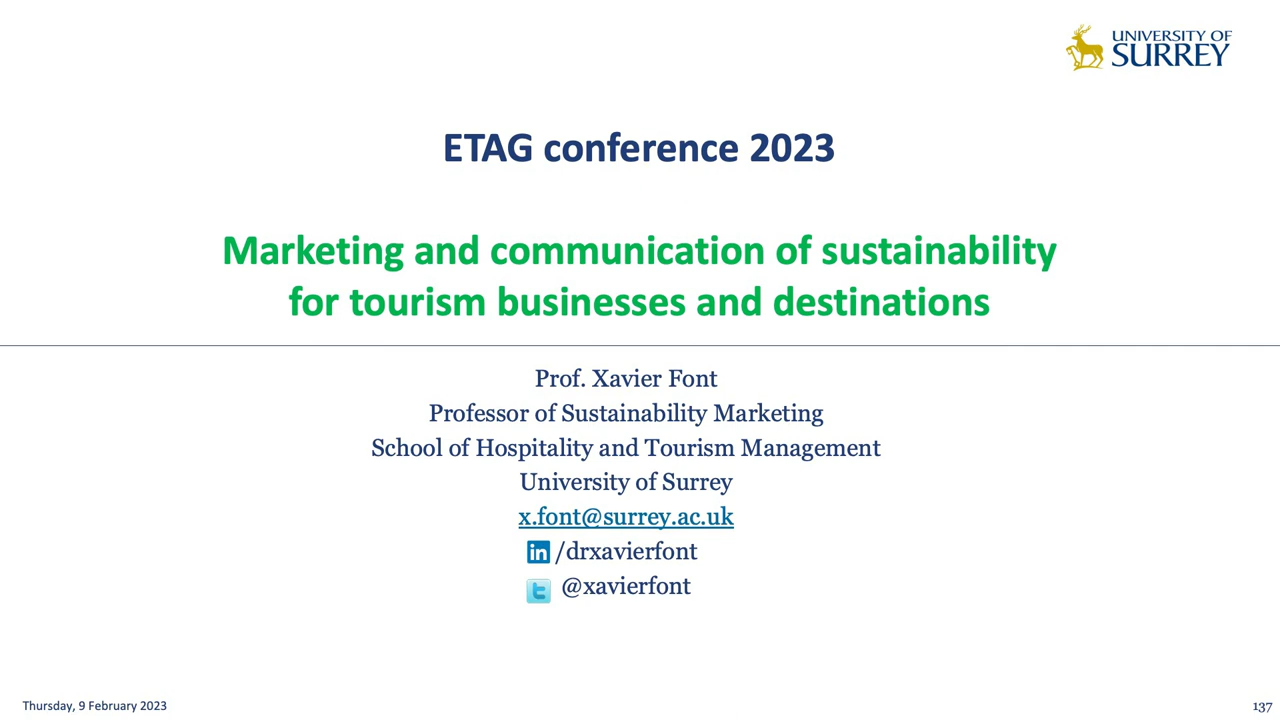 UNIVERSITY OF
SURREY
ETAG conference 2023
Marketing and communication of sustainability
for tourism businesses and destinations
Prof. Xavier Font
Professor of Sustainability Marketing
School of Hospitality and Tourism Management
University of Surrey
x.font@surrey.ac.uk
in /drxavierfont
t @xavierfont
Thursday, 9 February 2023
137